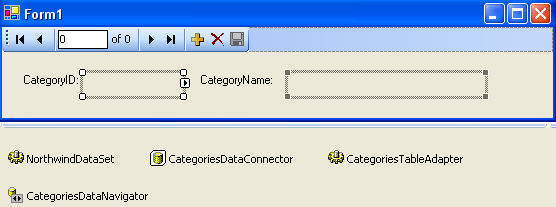 Form1
0 of 0
CategoryID: CategoryName:
NorthwindDataSet CategoriesDataConnector CategoriesTableAdapter
CategoriesDataNavigator